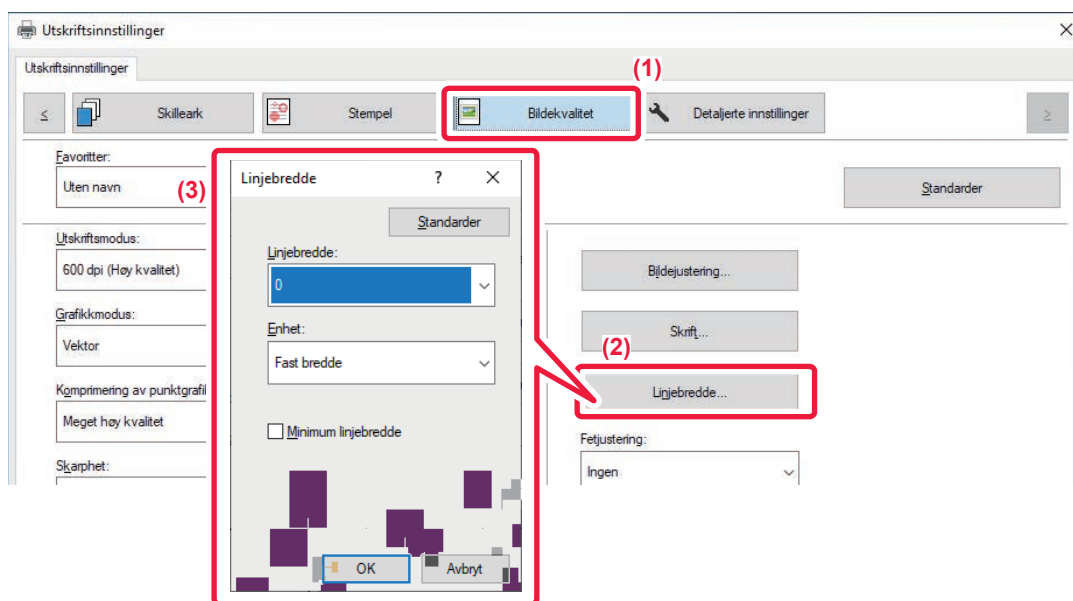 Utskriftsinnstillinger
Utskriftsinnstillinger
(1)
≤ Skilleark Stempel Bildekvalitet Detaljerte innstillinger ≥
Favoritter:
Uten navn
Standarder
(3)
Linjebredde ? ×
Standarder
Linjebredde:
0
Enhet:
Fast bredde
Minimum linjebredde
OK Avbryt
Utskriftsmodus:
600 dpi (Høy kvalitet)
Grafikkmodus:
Vektor
Komprimering av punktgrafik
Meget høy kvalitet
Skarphet:
Bildejustering...
Skrift...
(2)
Linjebredde...
Fetjustering:
Ingen